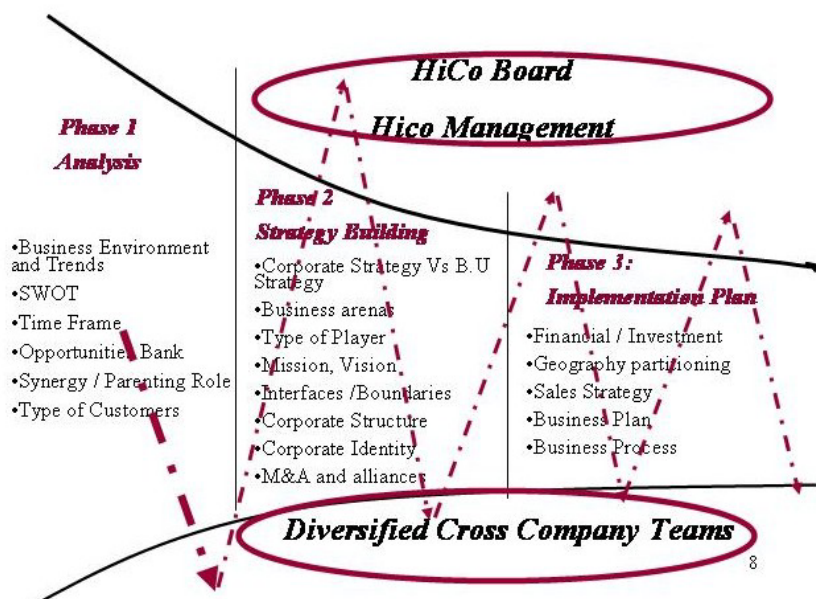 HiCo Board
Hico Management
Phase 1
Analysis
•Business Environment
and Trends
•SWOT
•Time Frame
•Opportunities Bank
•Synergy / Parenting Role
•Type of Customers
Phase 2
Strategy Building
•Corporate Strategy Vs B.U
Strategy
•Business arenas
•Type of Player
•Mission, Vision
•Interfaces /Boundaries
•Corporate Structure
•Corporate Identity
•M&A and alliances
Phase 3:
Implementation Plan
•Financial / Investment
•Geography partitioning
•Sales Strategy
•Business Plan
•Business Process
Diversified Cross Company Teams
8